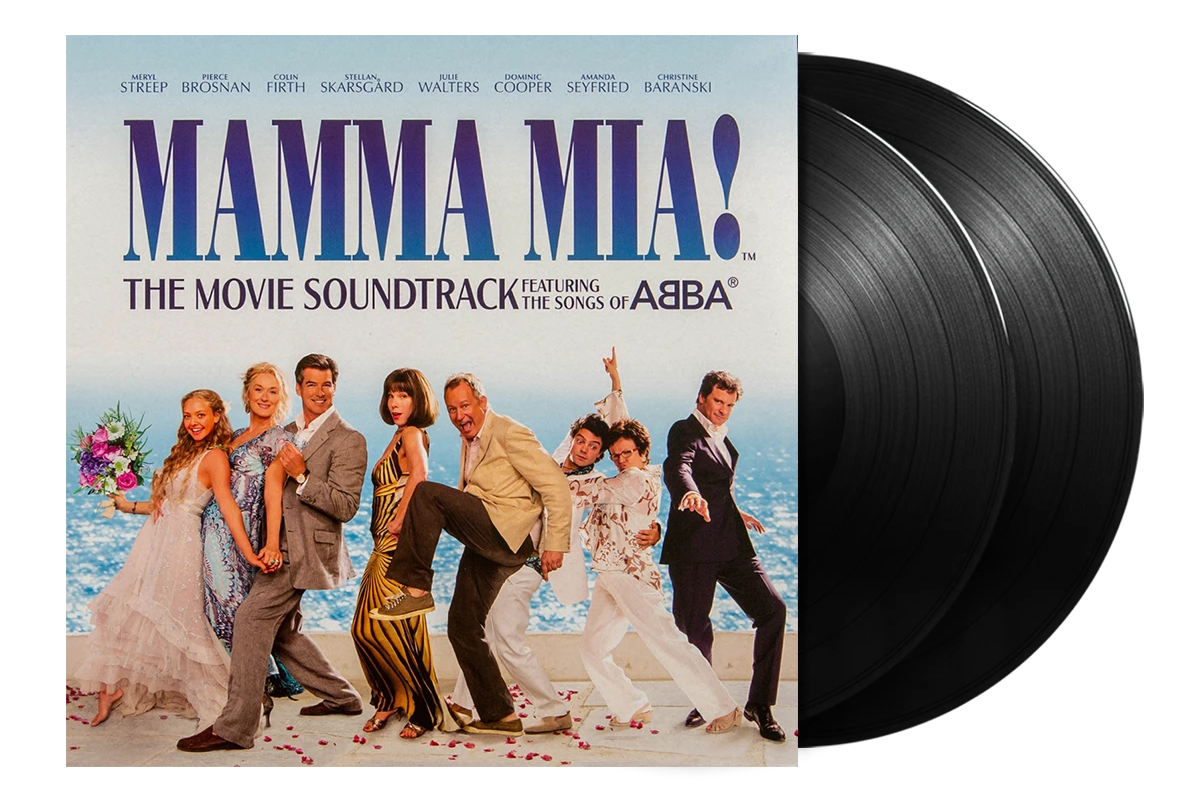 MERYL STREEP PIERCE BROSNAN COLIN FIRTH STELLAN SKARSGÅRD JULIE WALTERS DOMINIC COOPER AMANDA SEYFRIED CHRISTINE BARANSKI
MAMMA MIA!™
THE MOVIE SOUNDTRACK FEATURING THE SONGS OF ABBA®